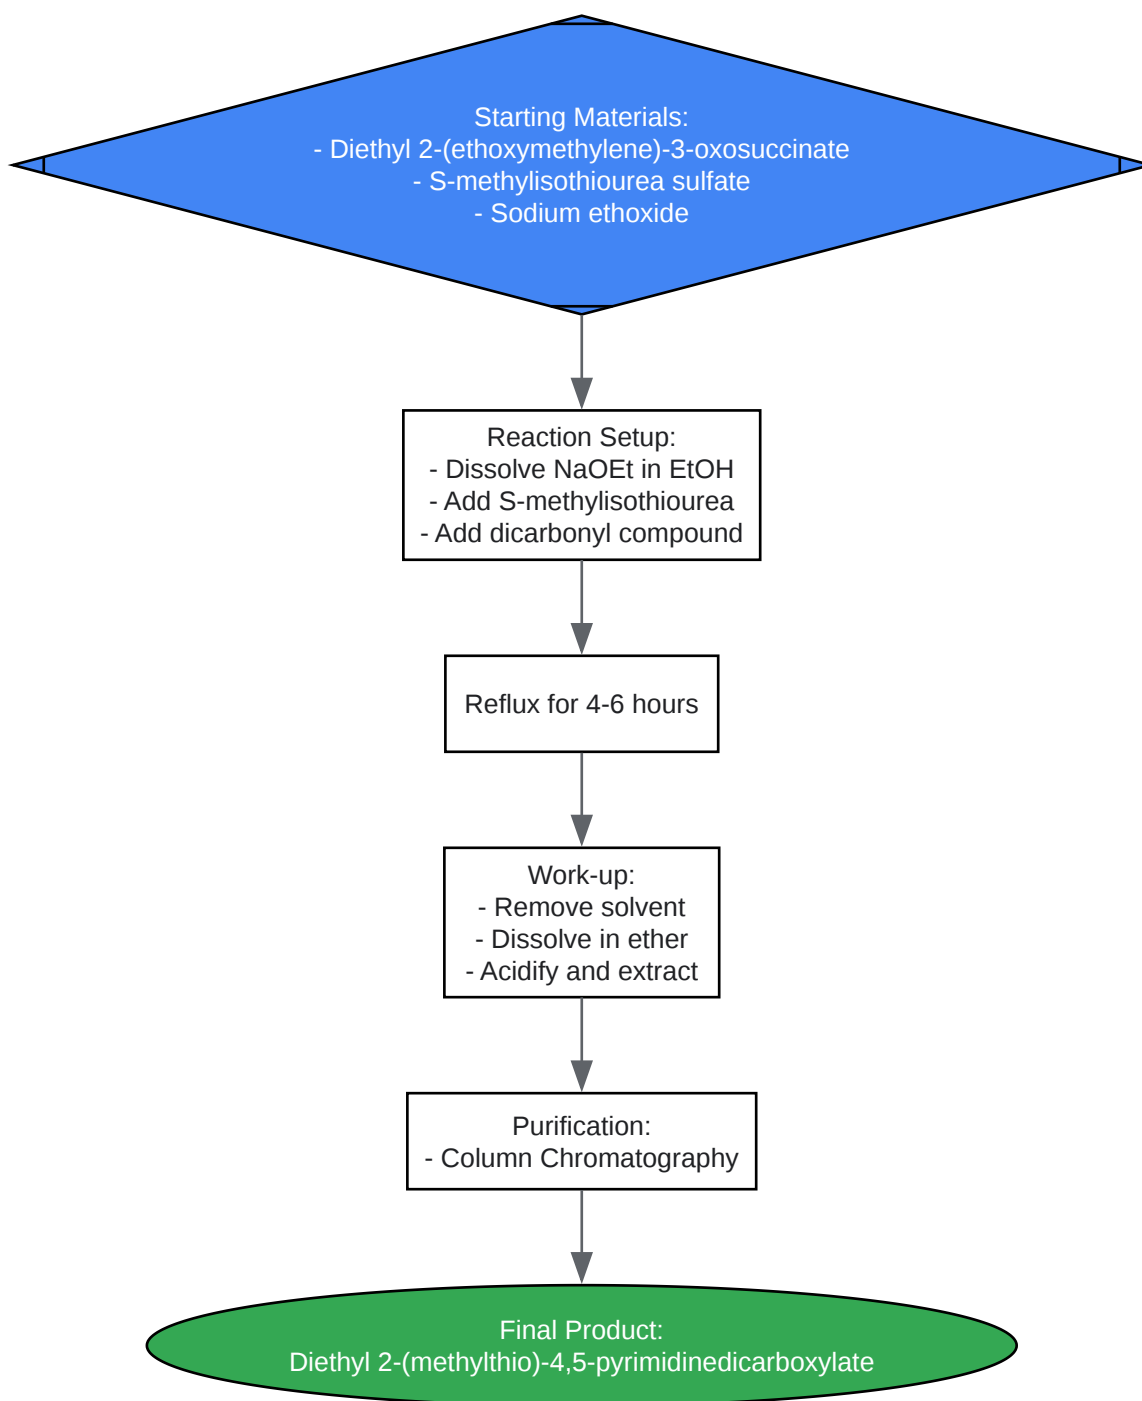 Starting Materials:
- Diethyl 2-(ethoxymethylene)-3-oxosuccinate
- S-methylisothiourea sulfate
- Sodium ethoxide
Reaction Setup:
- Dissolve NaOEt in EtOH
- Add S-methylisothiourea
- Add dicarbonyl compound
Reflux for 4-6 hours
Work-up:
- Remove solvent
- Dissolve in ether
- Acidify and extract
Purification:
- Column Chromatography
Final Product:
Diethyl 2-(methylthio)-4,5-pyrimidinedicarboxylate